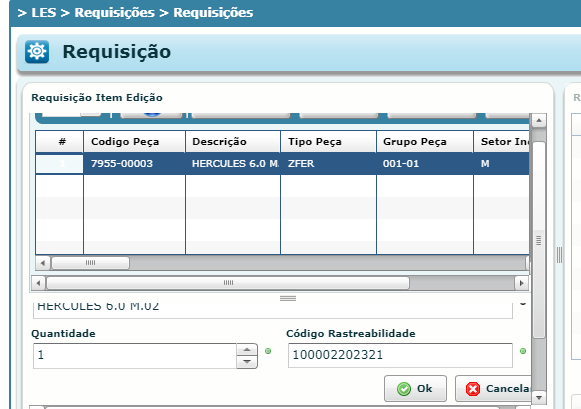 > LES > Requisições > Requisições
Requisição
Requisição Item Edição
# Codigo Peça Descrição Tipo Peça Grupo Peça Setor In
7955-00003 HERCULES 6.0 M. ZFER 001-01 M
HERCULES 6.0 M.02
Quantidade Código Rastreabilidade
1 100002202321
Ok Cancela
R